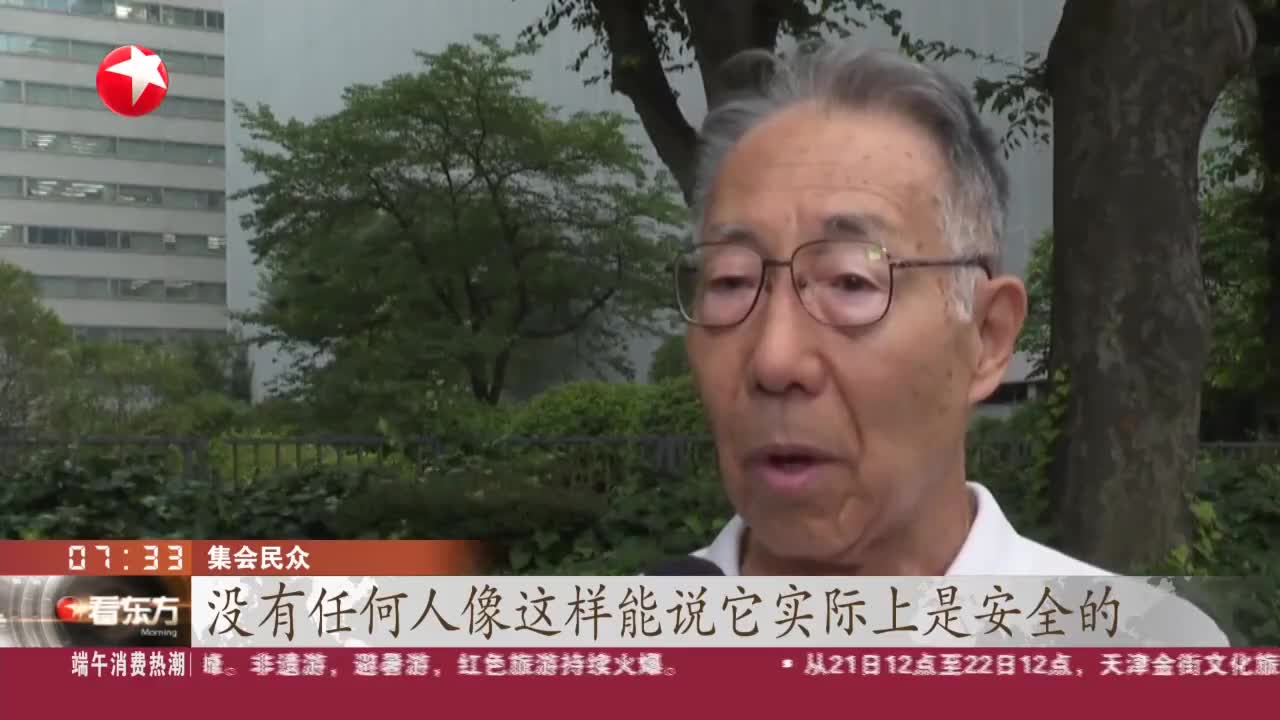 07:33 集会民众
看东方
Morning
没有任何人像这样能说它实际上是安全的
端午消费热潮
峰。非遗游，避暑游，红色旅游持续火爆。 • 从21日12点至22日12点，天津金街文化旅